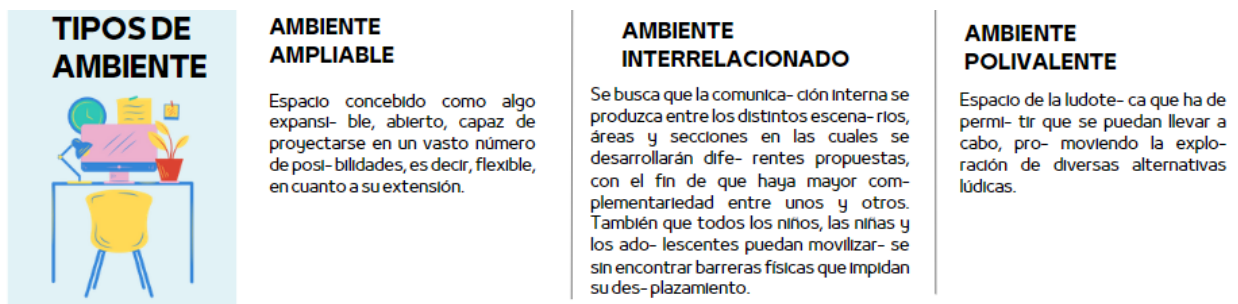 TIPOS DE
AMBIENTE
AMBIENTE
AMPLIABLE
Espacio concebido como algo
expansi- ble, abierto, capaz de
proyectarse en un vasto número
de posi- bilidades, es decir, flexible,
en cuanto a su extensión.
AMBIENTE
INTERRELACIONADO
Se busca que la comunica- ción interna se
produzca entre los distintos escena- rios,
áreas y secciones en las cuales se
desarrollarán dife- rentes propuestas,
con el fin de que haya mayor com-
plementariedad entre unos y otros.
También que todos los niños, las niñas y
los ado- lescentes puedan movilizar- se
sin encontrar barreras físicas que impidan
su des- plazamiento.
AMBIENTE
POLIVALENTE
Espacio de la ludote- ca que ha de
permi- tir que se puedan llevar a
cabo, pro- moviendo la explo-
ración de diversas alternativas
lúdicas.